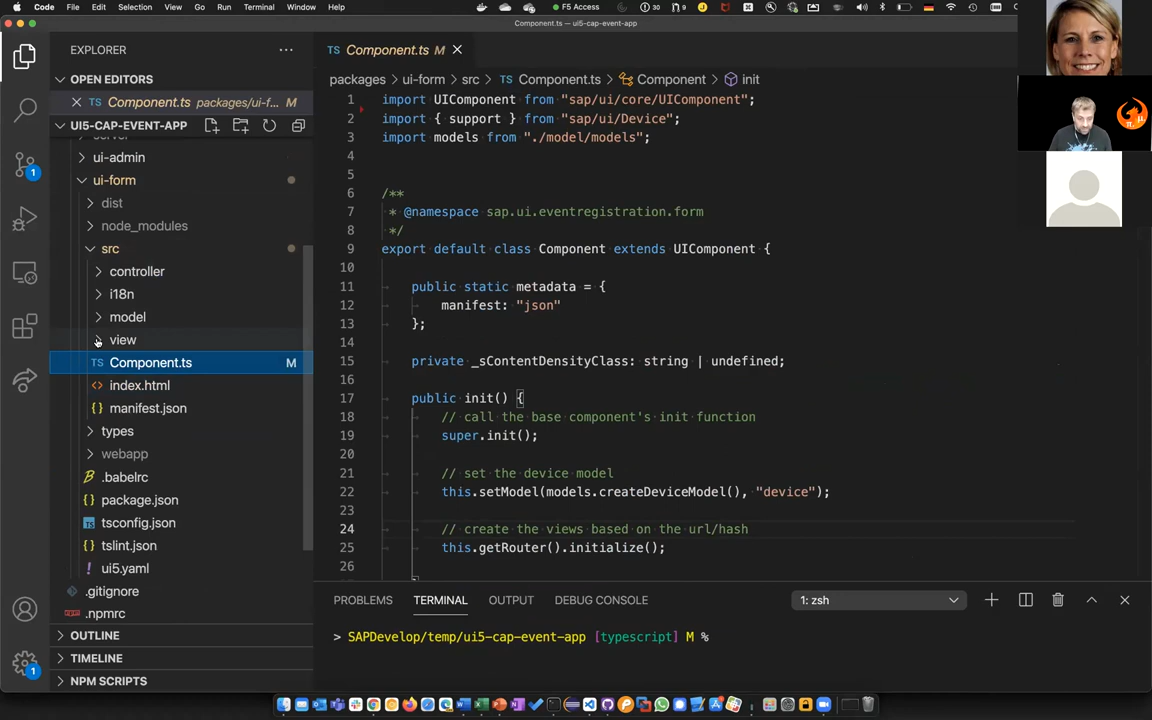 Code File Edit Selection View Go Run Terminal Window Help F5 Access 30 9
Component.ts — ui5-cap-event-app
EXPLORER
OPEN EDITORS
Component.ts packages/ui-f... M
UI5-CAP-EVENT-APP
ui-admin
ui-form
dist
node_modules
src
controller
i18n
model
view
TS Component.ts M
index.html
manifest.json
types
webapp
.babelrc
package.json
tsconfig.json
tslint.json
ui5.yaml
.gitignore
.npmrc
OUTLINE
TIMELINE
NPM SCRIPTS
1
1
TS Component.ts M
packages > ui-form > src > TS Component.ts > Component > init
1 import UIComponent from "sap/ui/core/UIComponent";
2 import { support } from "sap/ui/Device";
3 import models from "./model/models";
4
5
6 /**
7 * @namespace sap.ui.eventregistration.form
8 */
9 export default class Component extends UIComponent {
10
11 public static metadata = {
12 manifest: "json"
13 };
14
15 private _sContentDensityClass: string | undefined;
16
17 public init() {
18 // call the base component's init function
19 super.init();
20
21 // set the device model
22 this.setModel(models.createDeviceModel(), "device");
23
24 // create the views based on the url/hash
25 this.getRouter().initialize();
26
PROBLEMS TERMINAL OUTPUT DEBUG CONSOLE 1: zsh
> SAPDevelop/temp/ui5-cap-event-app [typescript] M %